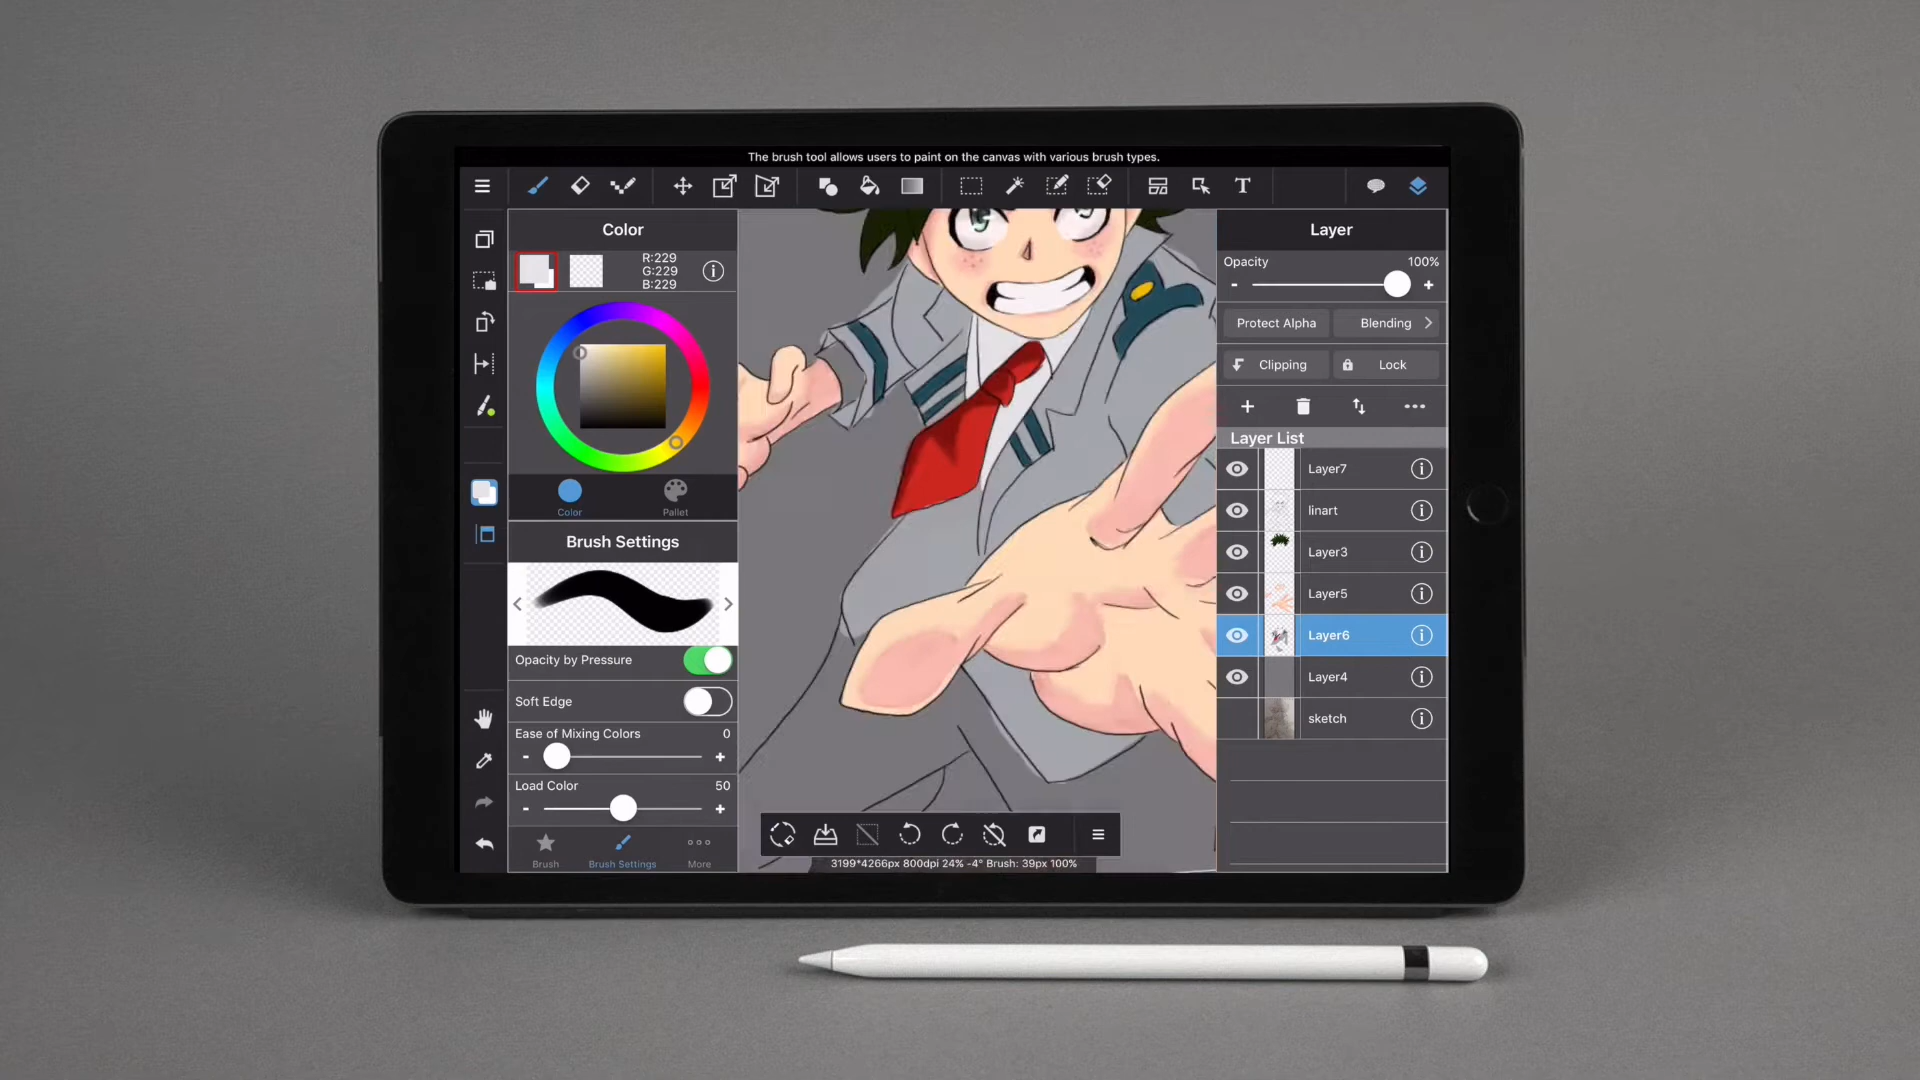 The brush tool allows users to paint on the canvas with various brush types.
T
Color
R:229
G:229
B:229
Color
Pallet
Brush Settings
Opacity by Pressure
Soft Edge
Ease of Mixing Colors 0
- +
Load Color 50
- +
Brush
Brush Settings
More
3199*4266px 800dpi 24% -4° Brush: 39px 100%
Layer
Opacity 100%
- +
Protect Alpha
Blending
Clipping
Lock
Layer List
Layer7
linart
Layer3
Layer5
Layer6
Layer4
sketch